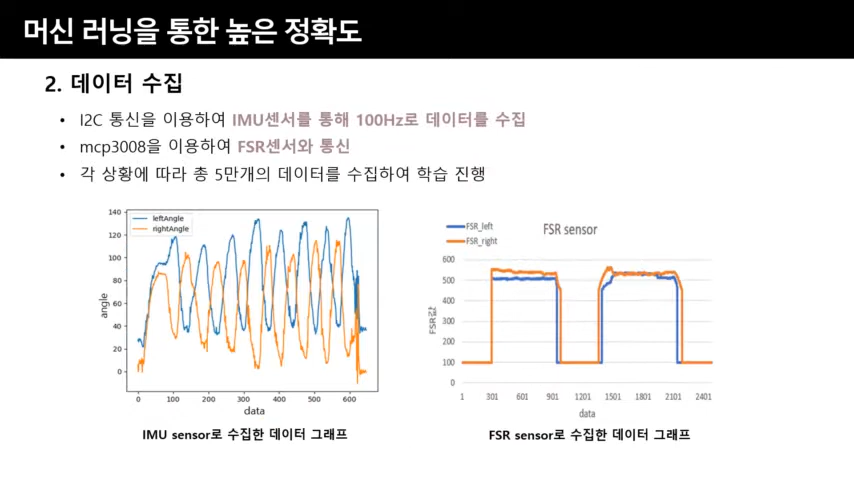 머신 러닝을 통한 높은 정확도
2. 데이터 수집
• I2C 통신을 이용하여 IMU센서를 통해 100Hz로 데이터를 수집
• mcp3008을 이용하여 FSR센서와 통신
• 각 상황에 따라 총 5만개의 데이터를 수집하여 학습 진행
leftAngle
rightAngle
140
120
100
80
60
40
20
0
angle
0 100 200 300 400 500 600
data
IMU sensor로 수집한 데이터 그래프
FSR_left
FSR_right
FSR sensor
600
500
400
300
200
100
0
FSR값
1 301 601 901 1201 1501 1801 2101 2401
data
FSR sensor로 수집한 데이터 그래프